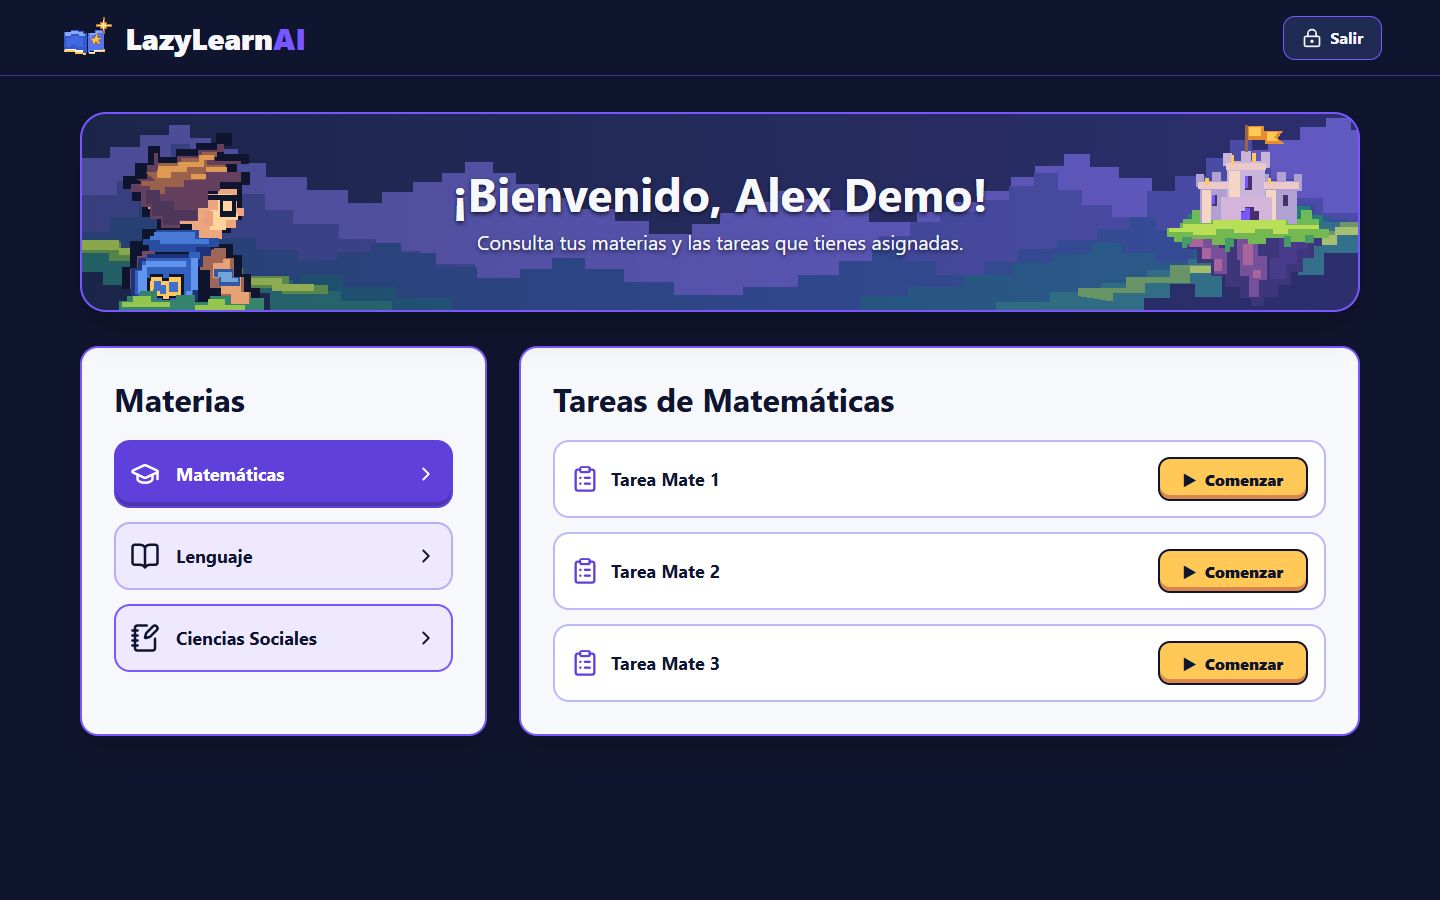 LazyLearnAI
Salir
¡Bienvenido, Alex Demo!
Consulta tus materias y las tareas que tienes asignadas.
Materias
Matemáticas
Lenguaje
Ciencias Sociales
Tareas de Matemáticas
Tarea Mate 1
Comenzar
Tarea Mate 2
Comenzar
Tarea Mate 3
Comenzar